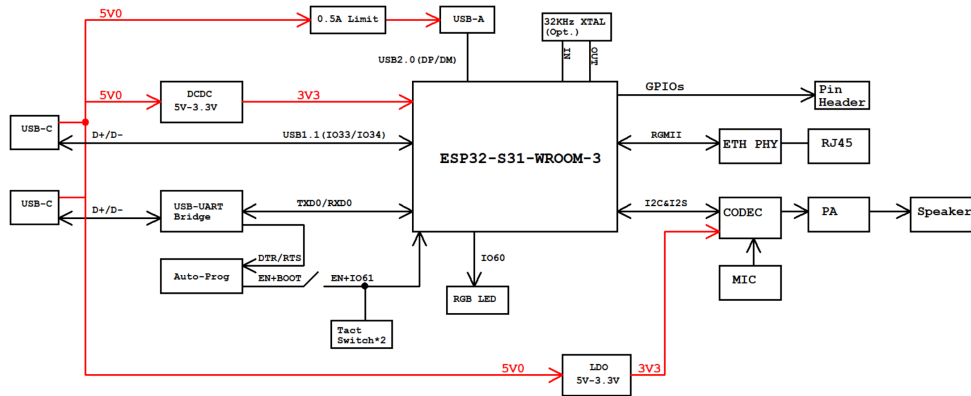 5V0
0.5A Limit
USB-A
32KHz XTAL
(Opt.)
IN
OUT
USB2.0(DP/DM)
5V0
DCDC
5V-3.3V
3V3
GPIOs
Pin
Header
USB-C
D+/D-
USB1.1(IO33/IO34)
ESP32-S31-WROOM-3
RGMII
ETH PHY
RJ45
USB-C
D+/D-
USB-UART
Bridge
TXD0/RXD0
I2C&I2S
CODEC
PA
Speaker
DTR/RTS
Auto-Prog
EN+BOOT
EN+IO61
IO60
RGB LED
MIC
Tact
Switch*2
5V0
LDO
5V-3.3V
3V3